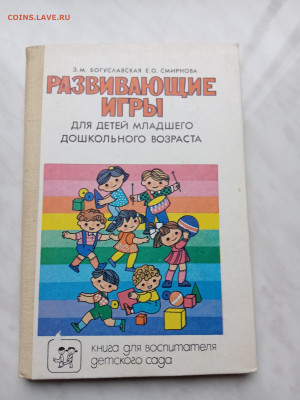 COINS.LAVE.RU
З.М. БОГУСЛАВСКАЯ Е.О. СМИРНОВА
РАЗВИВАЮЩИЕ
ИГРЫ
ДЛЯ ДЕТЕЙ МЛАДШЕГО
ДОШКОЛЬНОГО ВОЗРАСТА
книга для воспитателя
детского сада